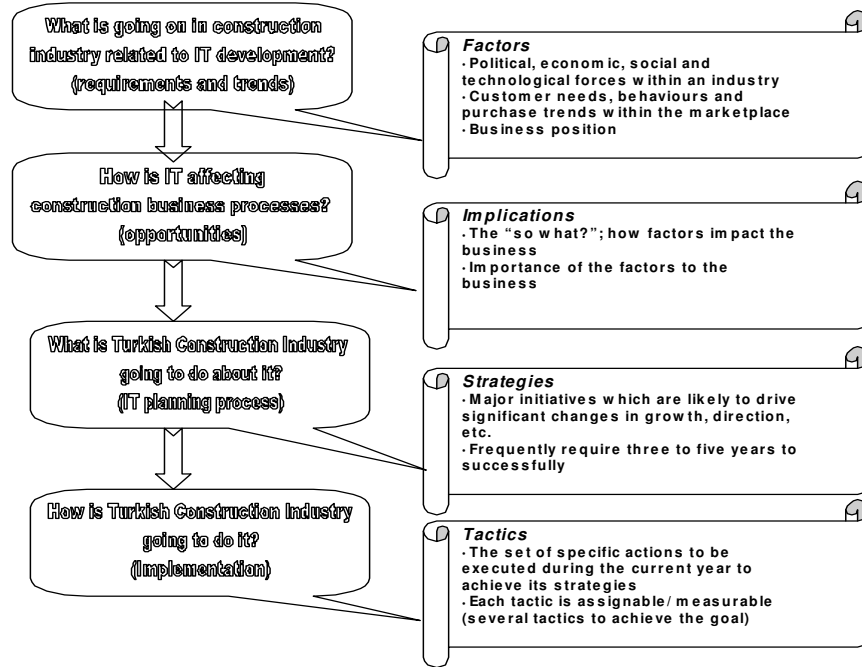 What is going on in construction
industry related to IT development?
(requirements and trends)
Factors
· Political, economic, social and
technological forces within an industry
· Customer needs, behaviours and
purchase trends within the marketplace
· Business position
How is IT affecting
construction business processes?
(opportunities)
Implications
· The “so what?”; how factors impact the
business
· Importance of the factors to the
business
What is Turkish Construction Industry
going to do about it?
(IT planning process)
Strategies
· Major initiatives which are likely to drive
significant changes in growth, direction,
etc.
· Frequently require three to five years to
successfully
How is Turkish Construction Industry
going to do it?
(Implementation)
Tactics
· The set of specific actions to be
executed during the current year to
achieve its strategies
· Each tactic is assignable/ measurable
(several tactics to achieve the goal)